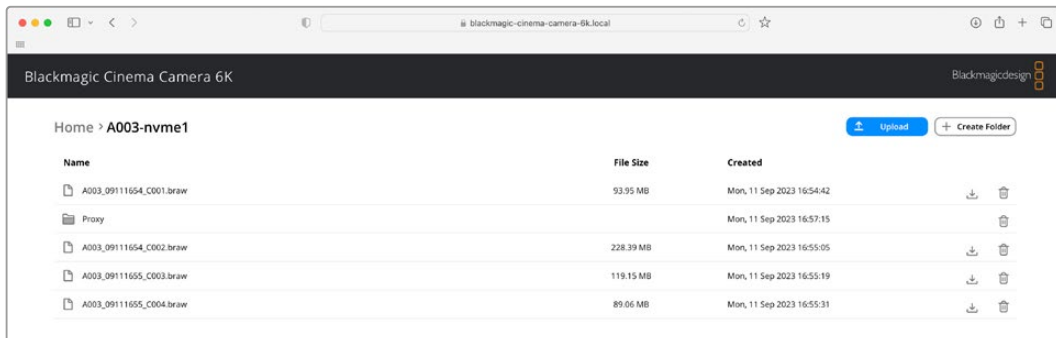 blackmagic-cinema-camera-6k.local
Blackmagic Cinema Camera 6K
Blackmagicdesign
Home > A003-nvme1
Upload
+ Create Folder
Name File Size Created
A003_09111654_C001.braw 93.95 MB Mon, 11 Sep 2023 16:54:42
Proxy Mon, 11 Sep 2023 16:57:15
A003_09111654_C002.braw 228.39 MB Mon, 11 Sep 2023 16:55:05
A003_09111655_C003.braw 119.15 MB Mon, 11 Sep 2023 16:55:19
A003_09111655_C004.braw 89.06 MB Mon, 11 Sep 2023 16:55:31